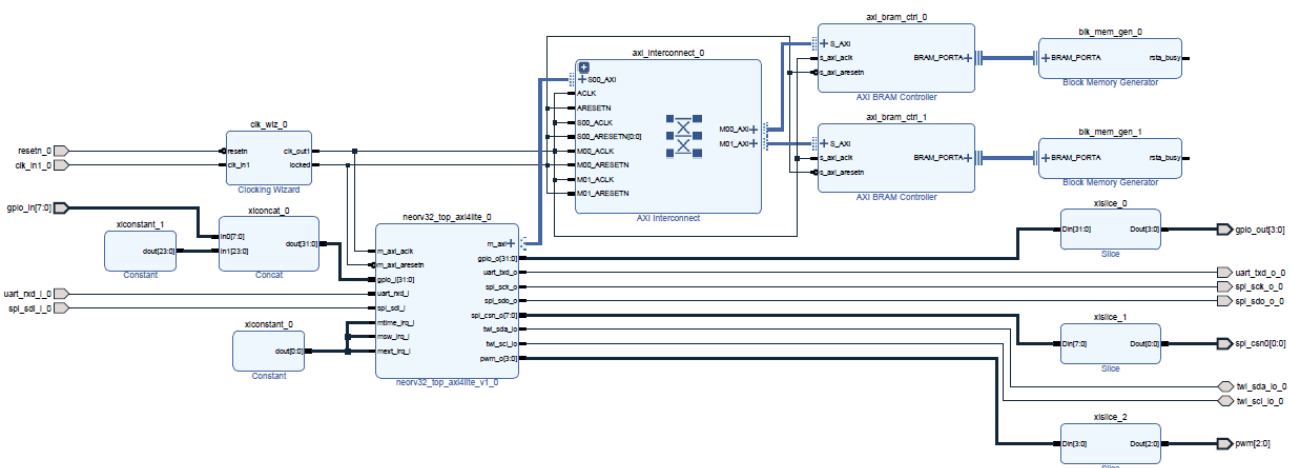 resetn_0
clk_in1_0
gpio_in[7:0]
uart_rxd_i_0
spi_sdi_i_0
clk_wiz_0
resetn
clk_in1
clk_out1
locked
Clocking Wizard
xlconstant_1
dout[23:0]
Constant
xlconcat_0
In0[7:0]
In1[23:0]
dout[31:0]
Concat
xlconstant_0
dout[0:0]
Constant
neorv32_top_axi4lite_0
m_axi_aclk
m_axi_aresetn
gpio_i[31:0]
uart_rxd_i
spi_sdi_i
mtime_irq_i
msw_irq_i
mext_irq_i
m_axi
gpio_o[31:0]
uart_txd_o
spi_sck_o
spi_sdo_o
spi_csn_o[7:0]
twi_sda_io
twi_scl_io
pwm_o[3:0]
neorv32_top_axi4lite_v1_0
axi_interconnect_0
S00_AXI
ACLK
ARESETN
S00_ACLK
S00_ARESETN[0:0]
M00_ACLK
M00_ARESETN
M01_ACLK
M01_ARESETN
M00_AXI
M01_AXI
AXI Interconnect
axi_bram_ctrl_0
S_AXI
s_axi_aclk
s_axi_aresetn
BRAM_PORTA
AXI BRAM Controller
blk_mem_gen_0
BRAM_PORTA
rsta_busy
Block Memory Generator
axi_bram_ctrl_1
S_AXI
s_axi_aclk
s_axi_aresetn
BRAM_PORTA
AXI BRAM Controller
blk_mem_gen_1
BRAM_PORTA
rsta_busy
Block Memory Generator
xlslice_0
Din[31:0]
Dout[3:0]
Slice
gpio_out[3:0]
uart_txd_o_0
spi_sck_o_0
spi_sdo_o_0
xlslice_1
Din[7:0]
Dout[0:0]
Slice
spi_csn0[0:0]
twi_sda_io_0
twi_scl_io_0
xlslice_2
Din[3:0]
Dout[2:0]
Slice
pwm[2:0]